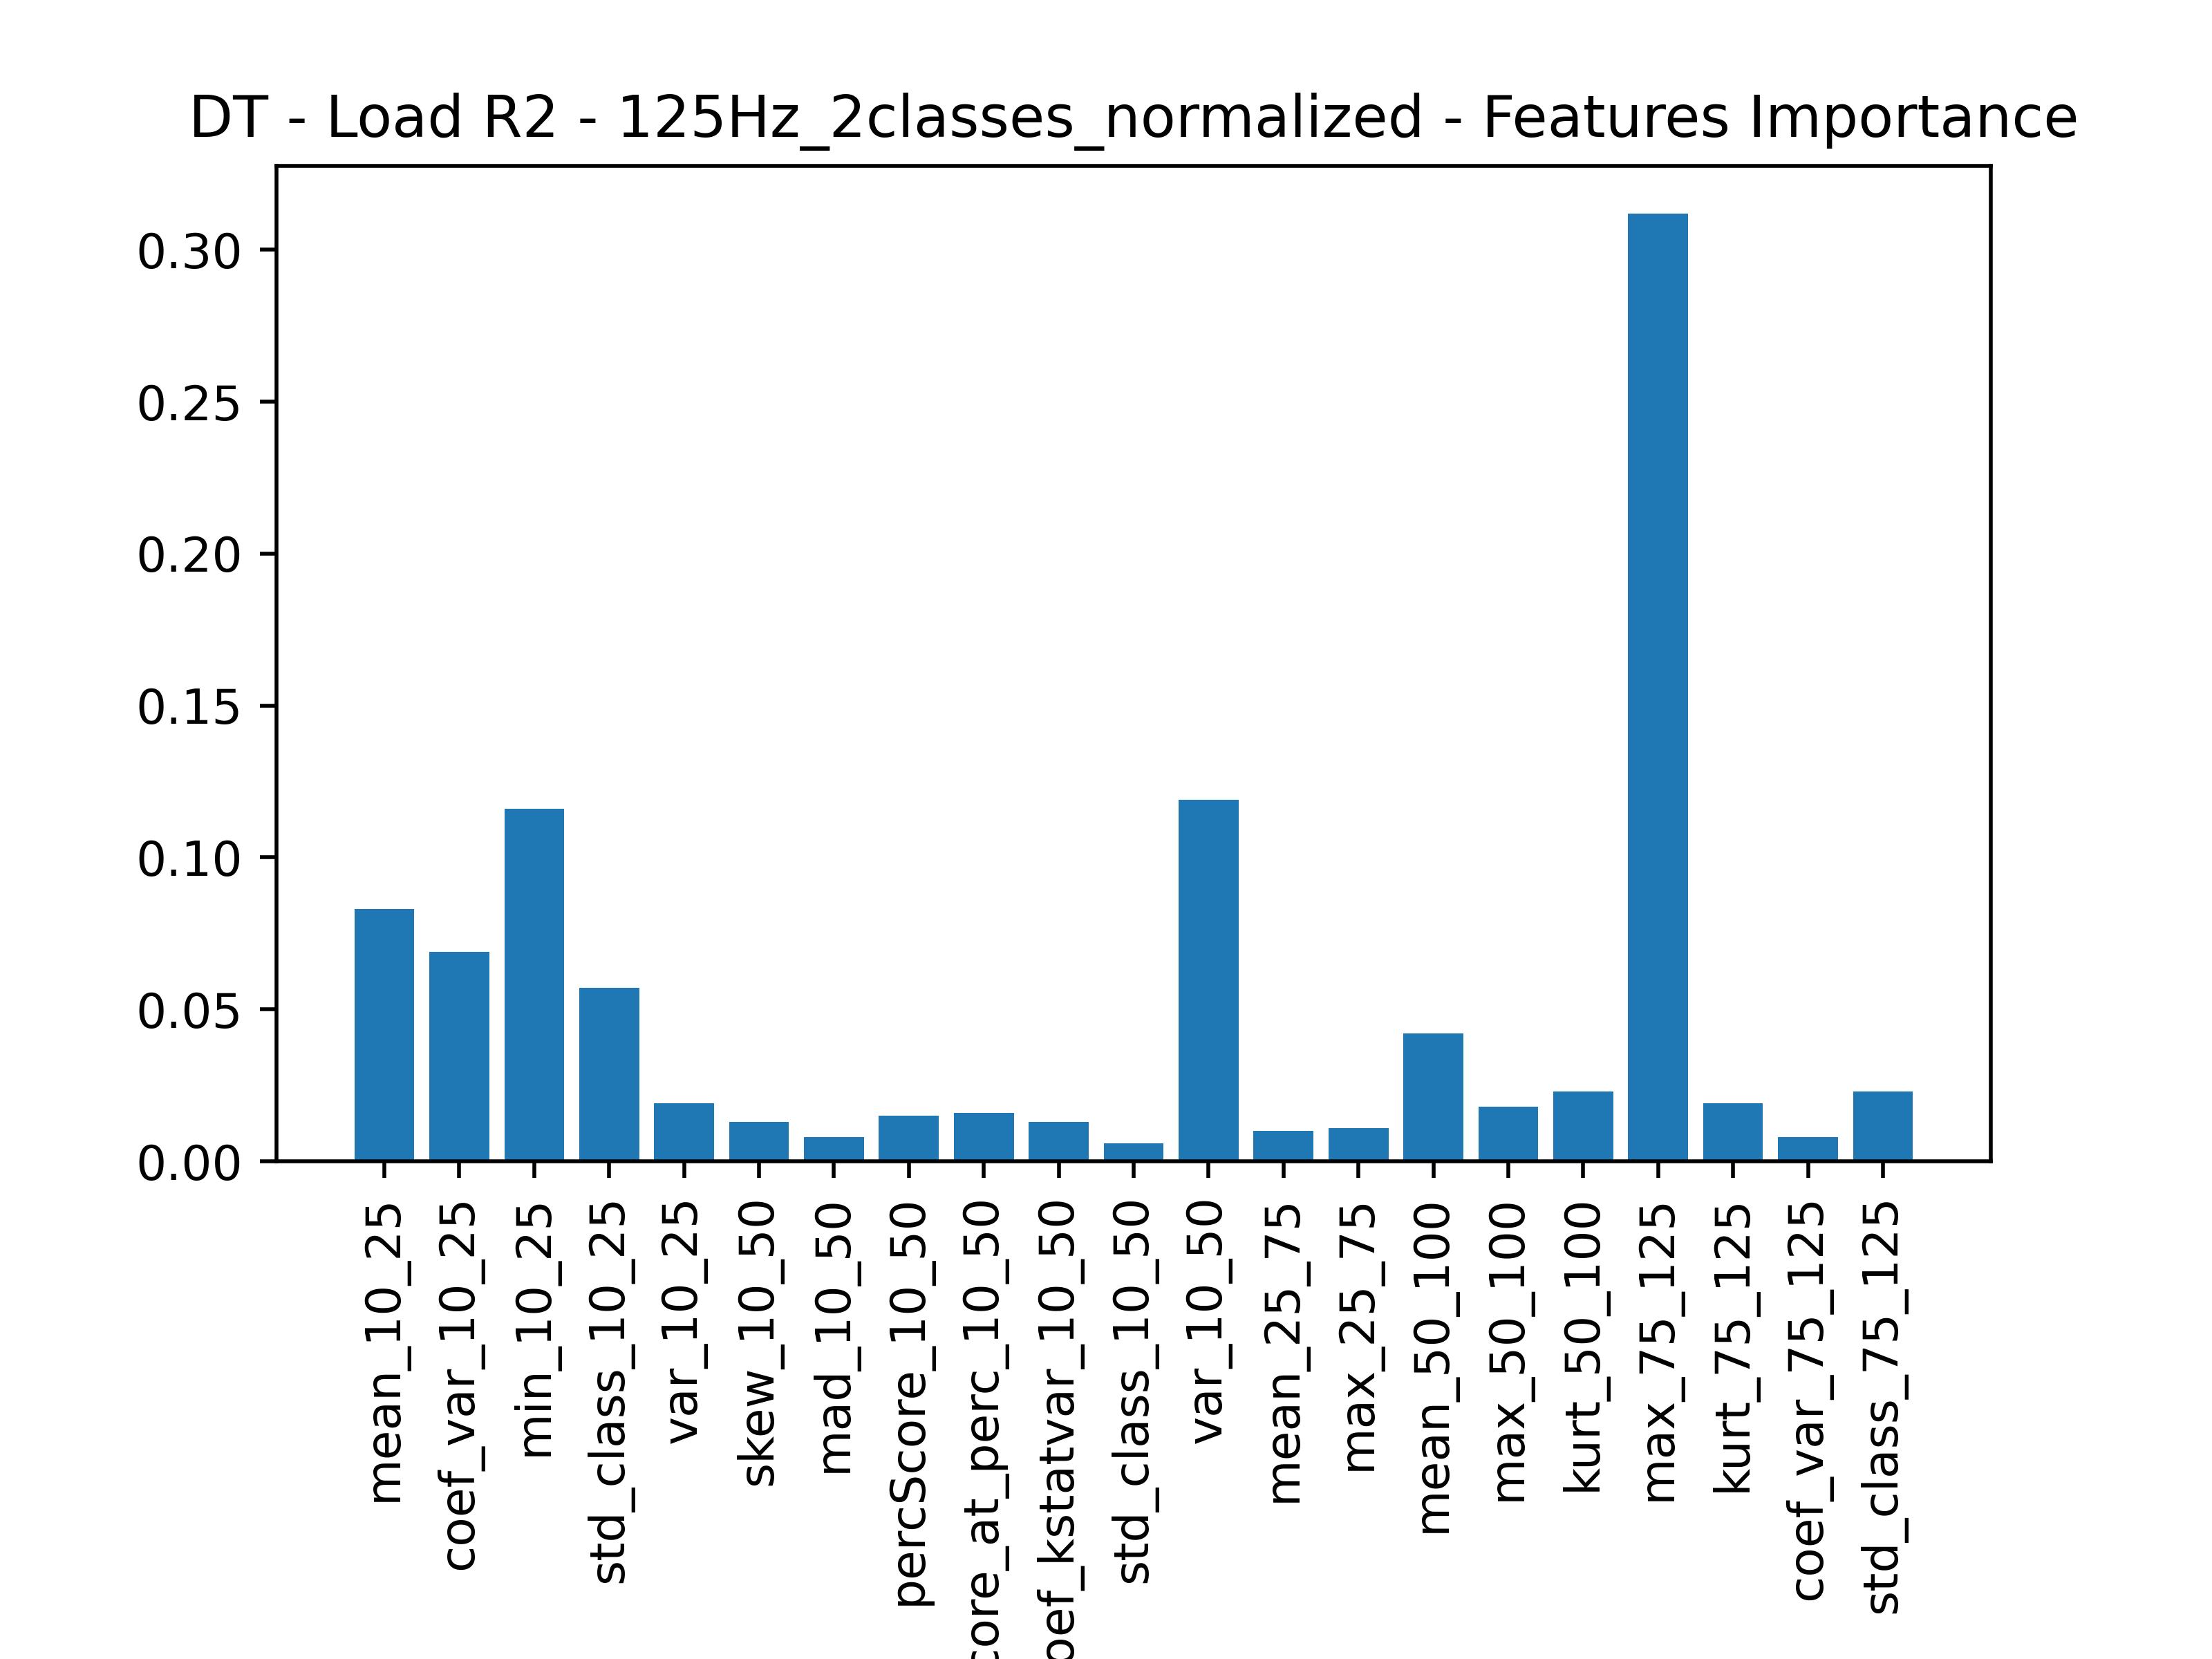 DT - Load R2 - 125Hz_2classes_normalized - Features Importance
0.30
0.25
0.20
0.15
0.10
0.05
0.00
mean_10_25
coef_var_10_25
min_10_25
std_class_10_25
var_10_25
skew_10_50
mad_10_50
percScore_10_50
core_at_perc_10_50
oef_kstatvar_10_50
std_class_10_50
var_10_50
mean_25_75
max_25_75
mean_50_100
max_50_100
kurt_50_100
max_75_125
kurt_75_125
coef_var_75_125
std_class_75_125